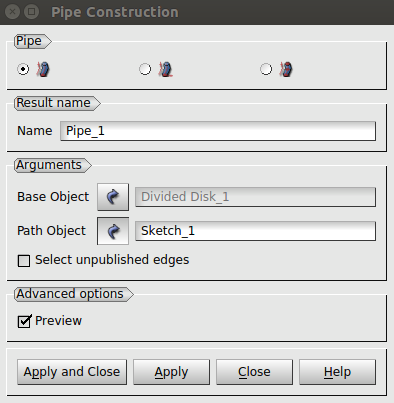 Pipe Construction
Pipe
Result name
Name Pipe_1
Arguments
Base Object Divided Disk_1
Path Object Sketch_1
Select unpublished edges
Advanced options
Preview
Apply and Close Apply Close Help